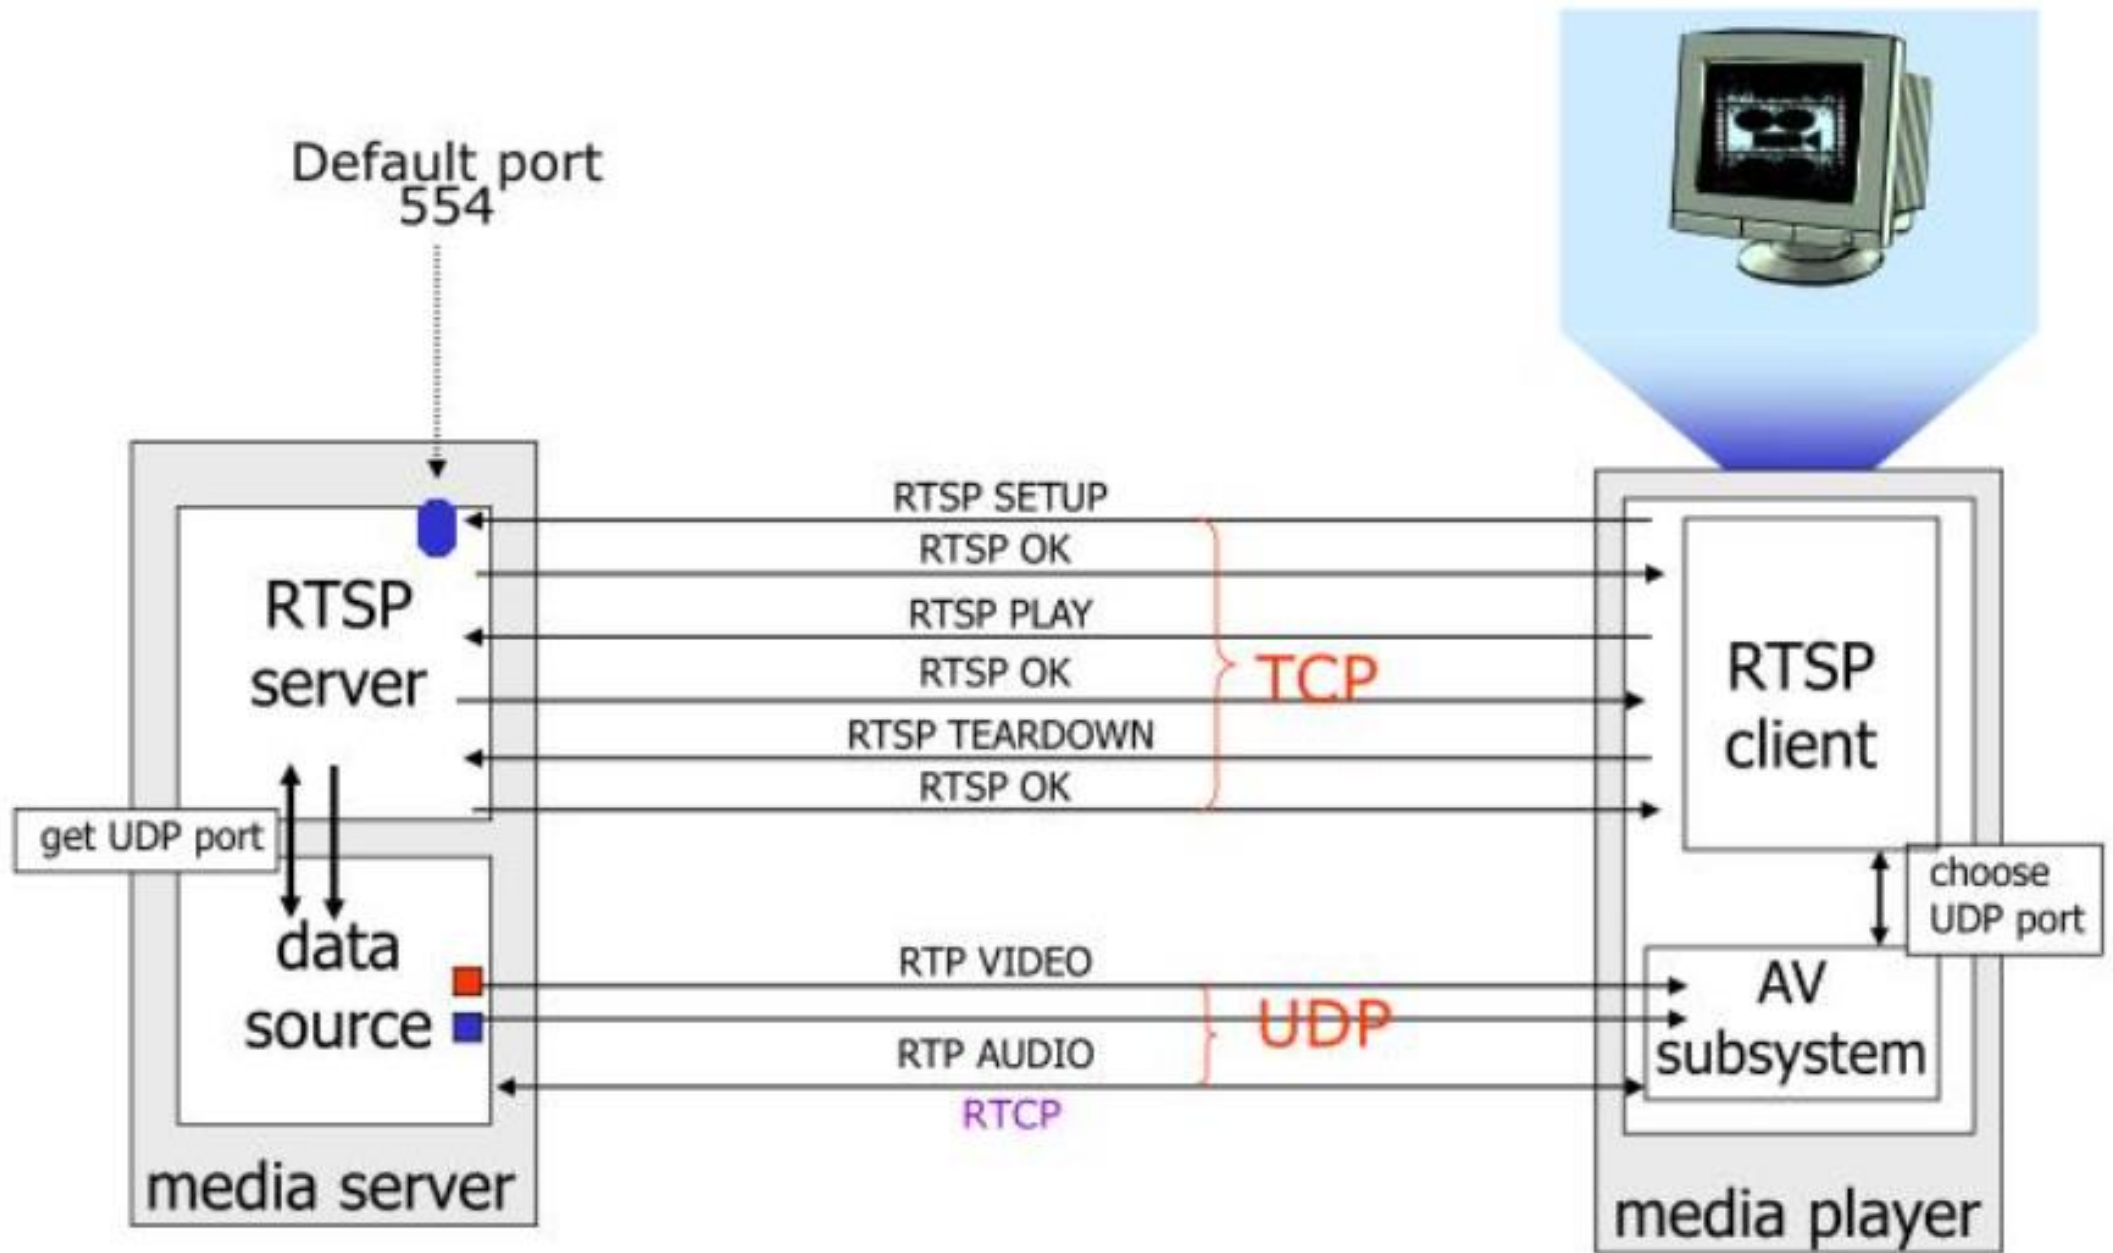 Default port
554
RTSP SETUP
RTSP OK
RTSP PLAY
RTSP OK
RTSP TEARDOWN
RTSP OK
TCP
RTSP
server
RTSP
client
get UDP port
choose
UDP port
data
source
RTP VIDEO
UDP
RTP AUDIO
RTCP
AV
subsystem
media server
media player